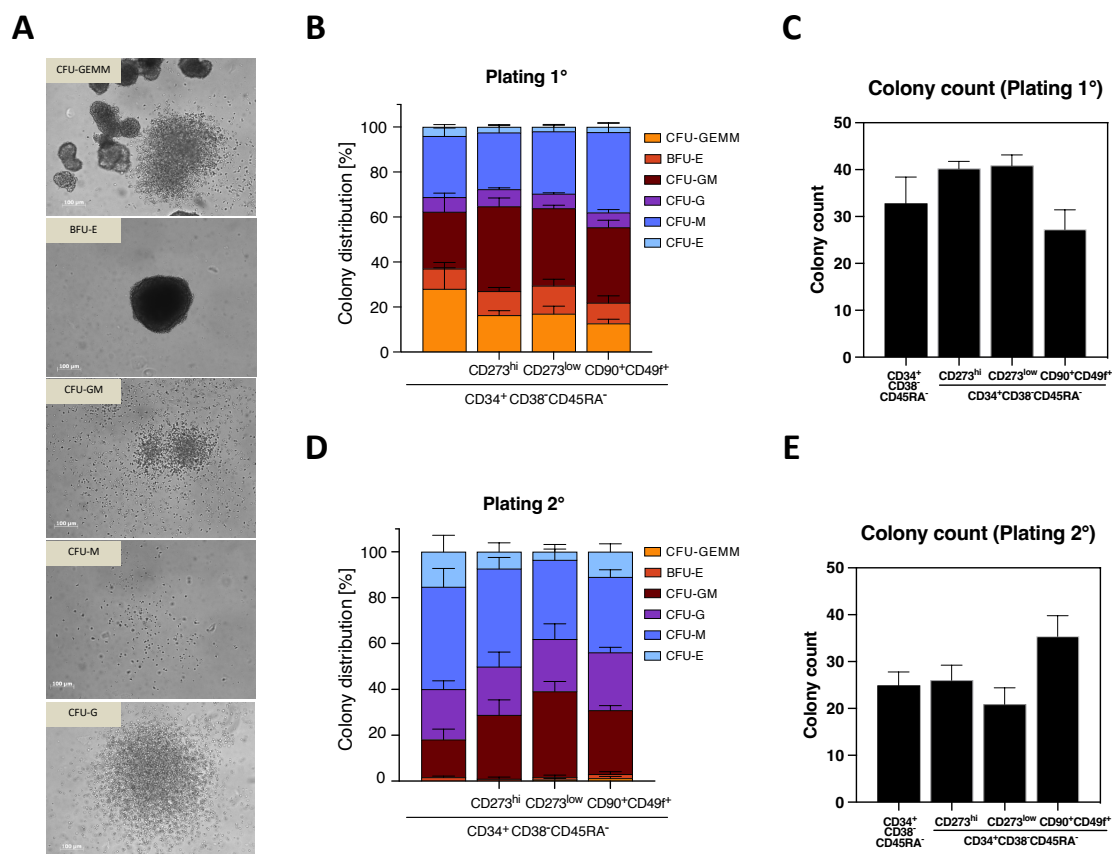 A
CFU-GEMM
100 µm
BFU-E
100 µm
CFU-GM
100 µm
CFU-M
100 µm
CFU-G
100 µm
B
Plating 1°
Colony distribution [%]
100
80
60
40
20
0
CFU-GEMM
BFU-E
CFU-GM
CFU-G
CFU-M
CFU-E
CD273hi CD273low CD90+CD49f+
CD34+ CD38-CD45RA-
C
Colony count (Plating 1°)
Colony count
50
40
30
20
10
0
CD34+
CD38-
CD45RA-
CD273hi CD273low CD90+CD49f+
CD34+CD38-CD45RA-
D
Plating 2°
Colony distribution [%]
100
80
60
40
20
0
CFU-GEMM
BFU-E
CFU-GM
CFU-G
CFU-M
CFU-E
CD273hi CD273low CD90+CD49f+
CD34+ CD38-CD45RA-
E
Colony count (Plating 2°)
Colony count
50
40
30
20
10
0
CD34+
CD38-
CD45RA-
CD273hi CD273low CD90+CD49f+
CD34+CD38-CD45RA-